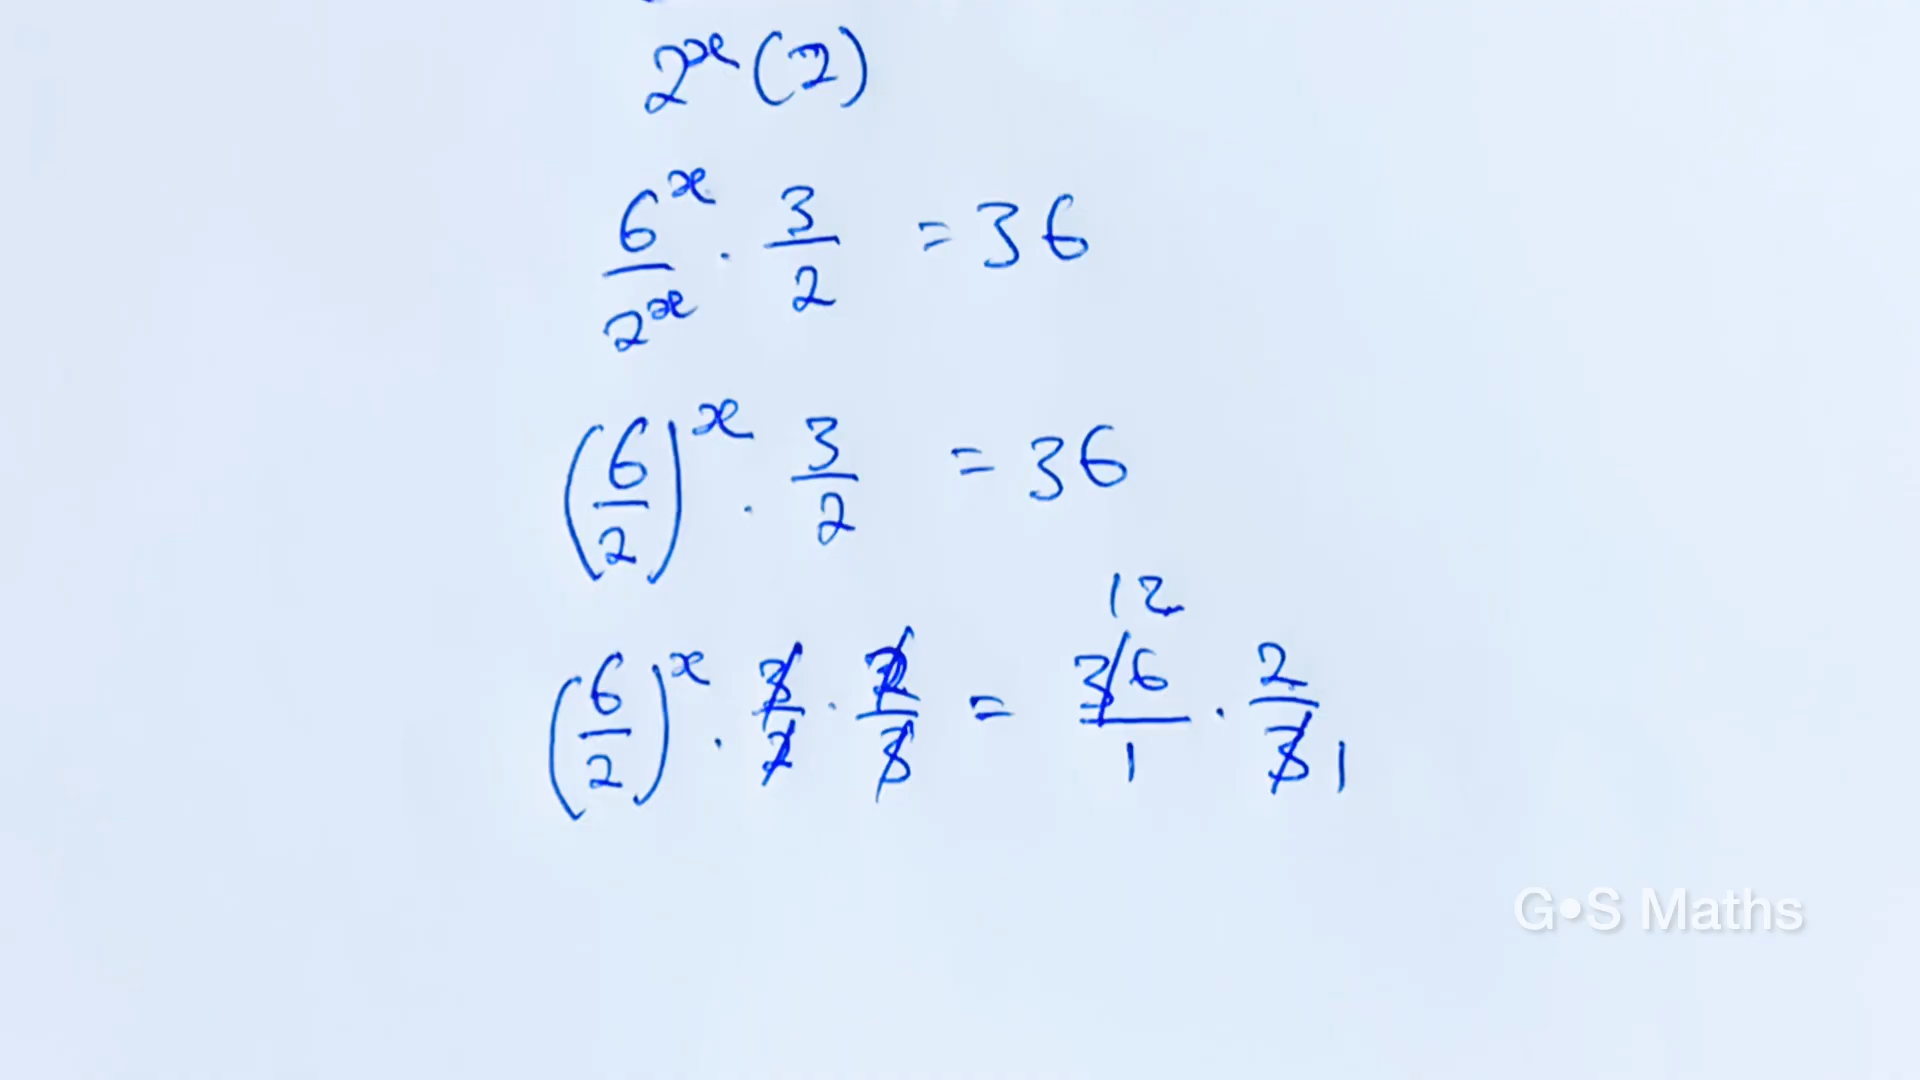 2^x (2)
6^x/2^x · 3/2 = 36
(6/2)^x · 3/2 = 36
12
(6/2)^x · 3/2 · 2/3 = 36/1 · 2/3 1
G•S Maths